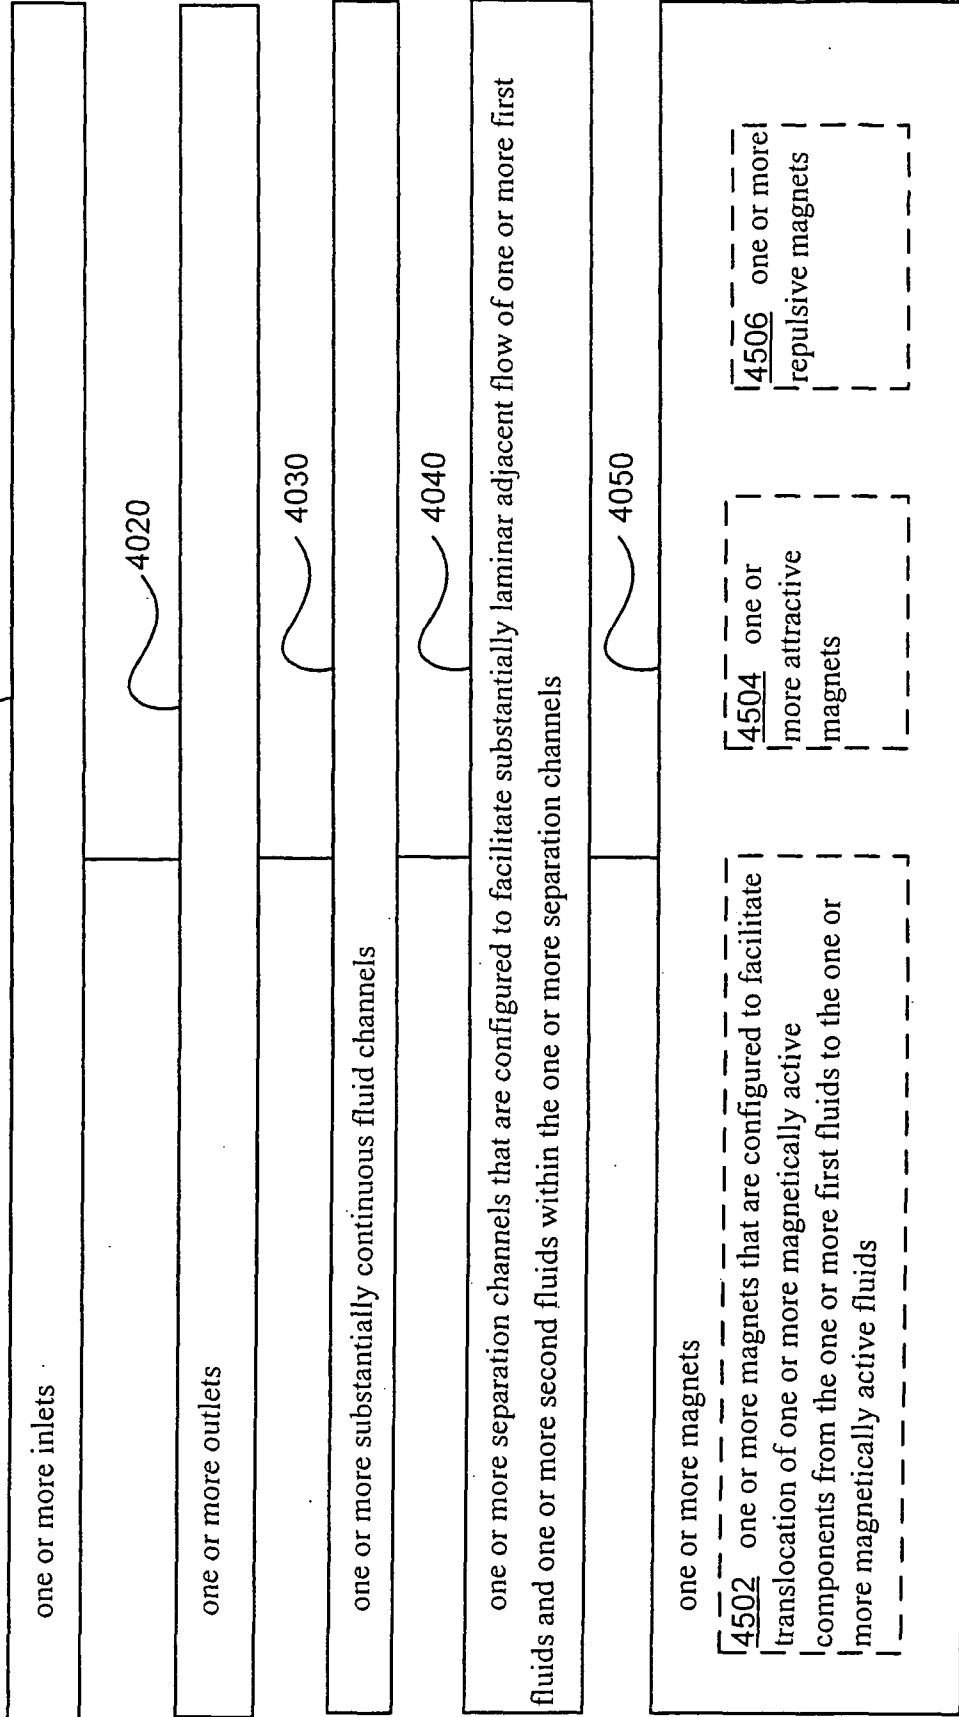 one or more inlets
4020
one or more outlets
4030
one or more substantially continuous fluid channels
4040
one or more separation channels that are configured to facilitate substantially laminar adjacent flow of one or more first
fluids and one or more second fluids within the one or more separation channels
4050
one or more magnets
4502 one or more magnets that are configured to facilitate
translocation of one or more magnetically active
components from the one or more first fluids to the one or
more magnetically active fluids
4504 one or
more attractive
magnets
4506 one or more
repulsive magnets